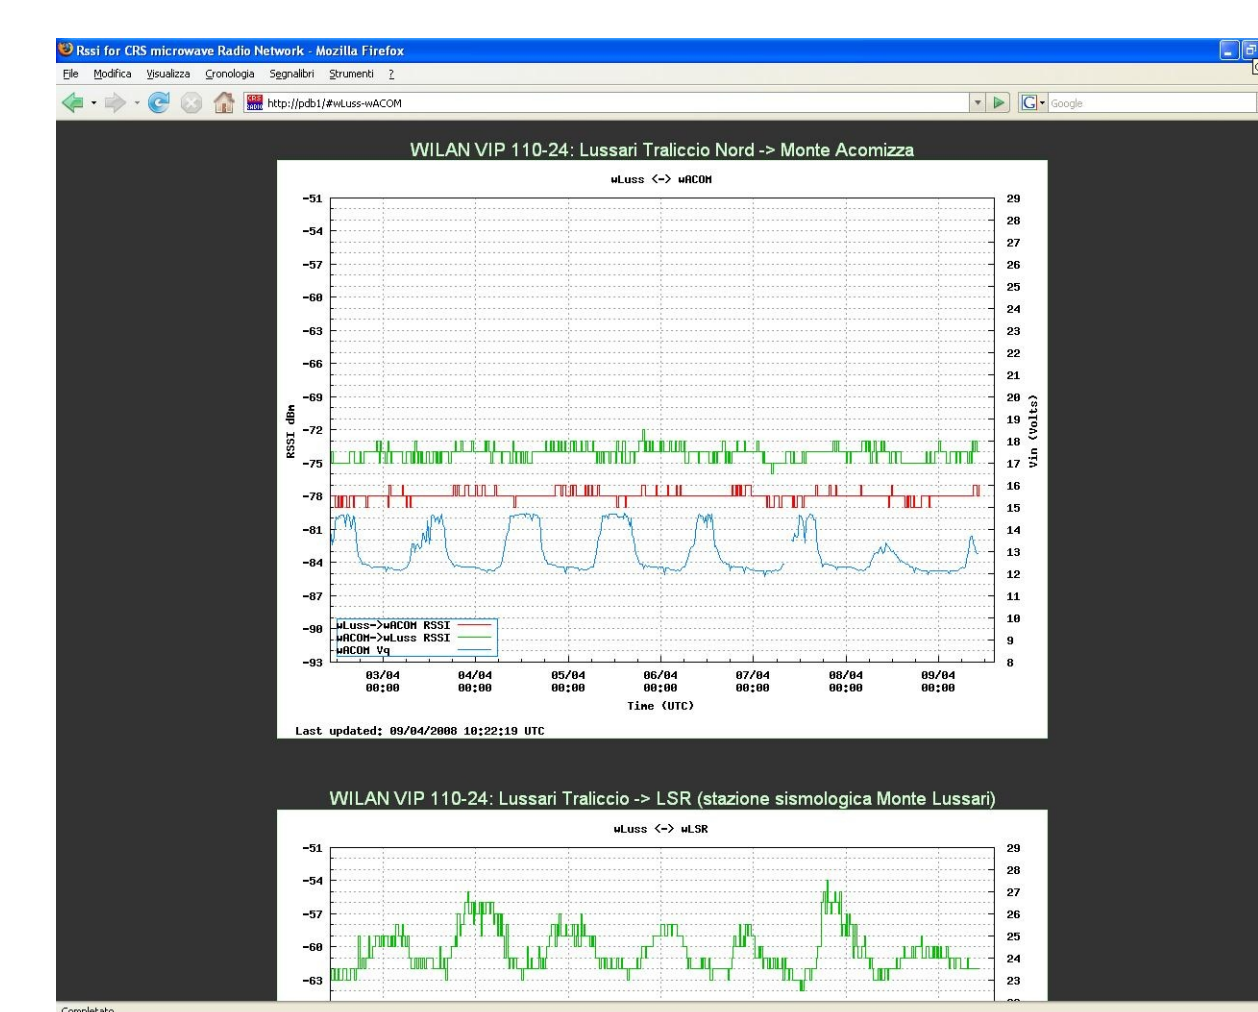 Rssi for CRS microwave Radio Network - Mozilla Firefox
File Modifica Visualizza Cronologia Segnalibri Strumenti ?
CRS RADIO http://pdb1/#wLuss-wACOM G Google
WILAN VIP 110-24: Lussari Traliccio Nord -> Monte Acomizza
wLuss <-> wACOM
-51 29
28
-54 27
-57 26
25
-60 24
-63 23
22
-66 21
-69 20
19
-72 18
-75 17
16
-78 15
-81 14
13
-84 12
-87 11
10
-90 9
-93 8
RSSI dBm
Vin (Volts)
wLuss->wACOM RSSI
wACOM->wLuss RSSI
wACOM Vq
03/04 04/04 05/04 06/04 07/04 08/04 09/04
00:00 00:00 00:00 00:00 00:00 00:00 00:00
Time (UTC)
Last updated: 09/04/2008 10:22:19 UTC
WILAN VIP 110-24: Lussari Traliccio -> LSR (stazione sismologica Monte Lussari)
wLuss <-> wLSR
-51 29
28
-54 27
-57 26
25
-60 24
-63 23
Completato